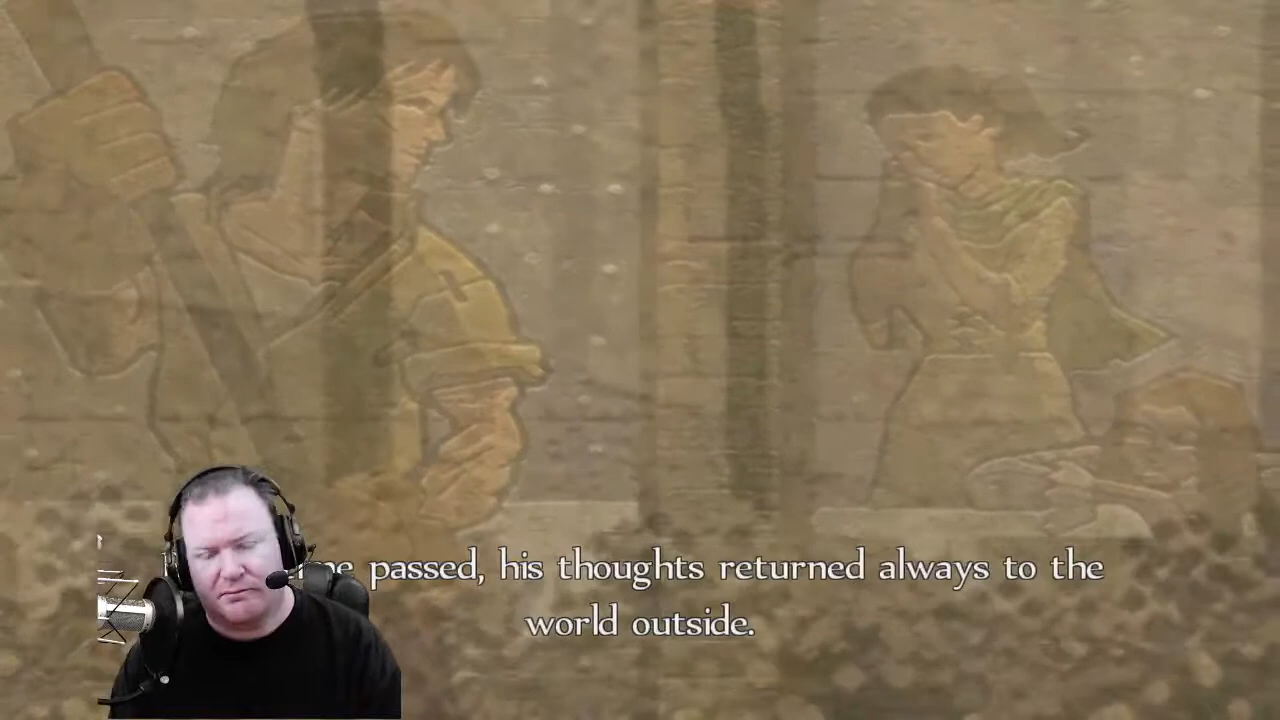 passed, his thoughts returned always to the
world outside.